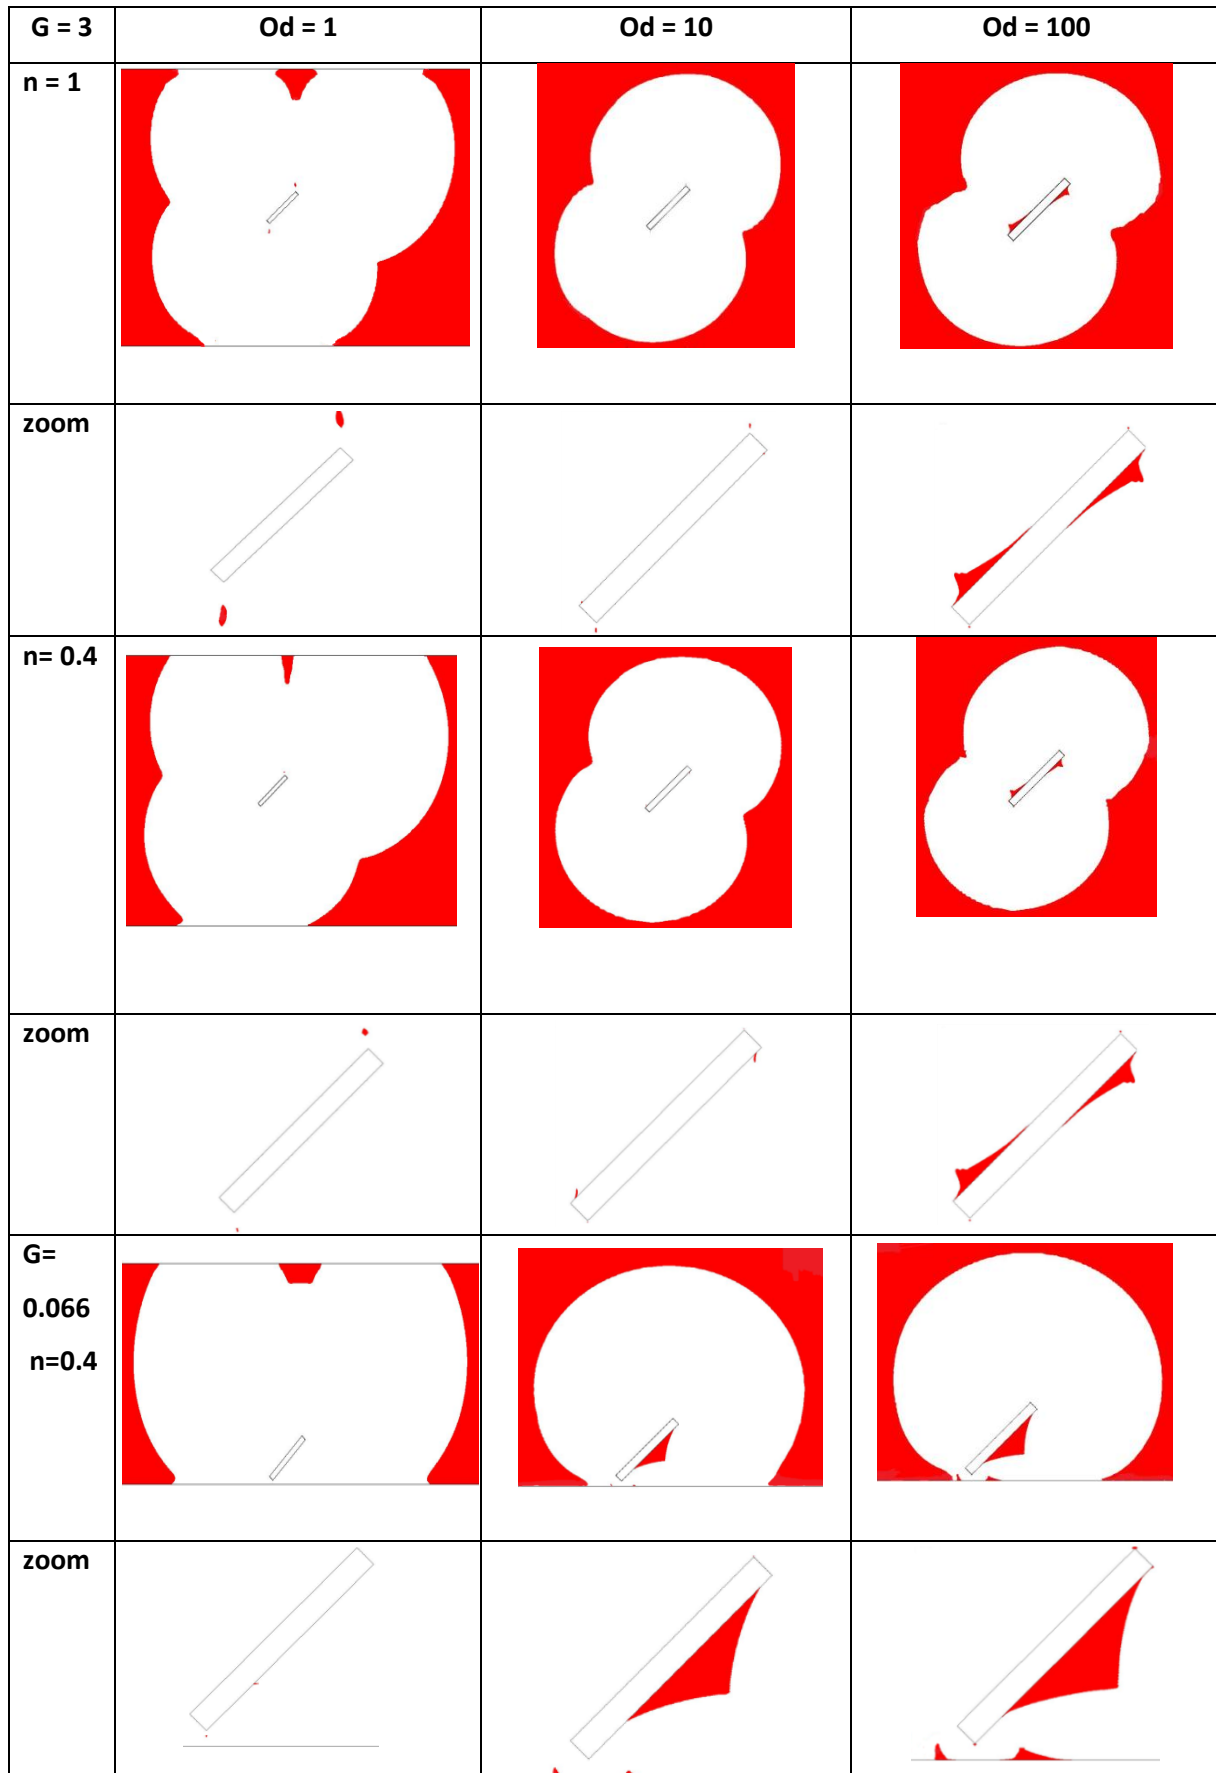 G = 3 Od = 1 Od = 10 Od = 100
n = 1
zoom
n= 0.4
zoom
G=
0.066
n=0.4
zoom